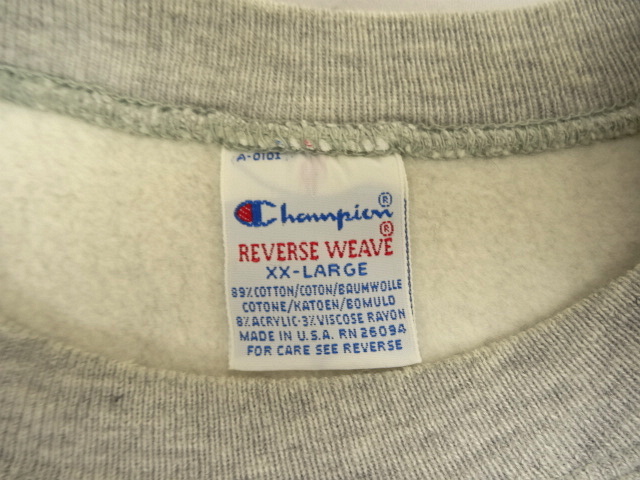 A-0101
Champion®
®
REVERSE WEAVE
XX-LARGE
89% COTTON/COTON/BAUMWOLLE
COTONE/KATOEN/BOMULD
8% ACRYLIC·3% VISCOSE RAYON
MADE IN U.S.A. RN 26094
FOR CARE SEE REVERSE